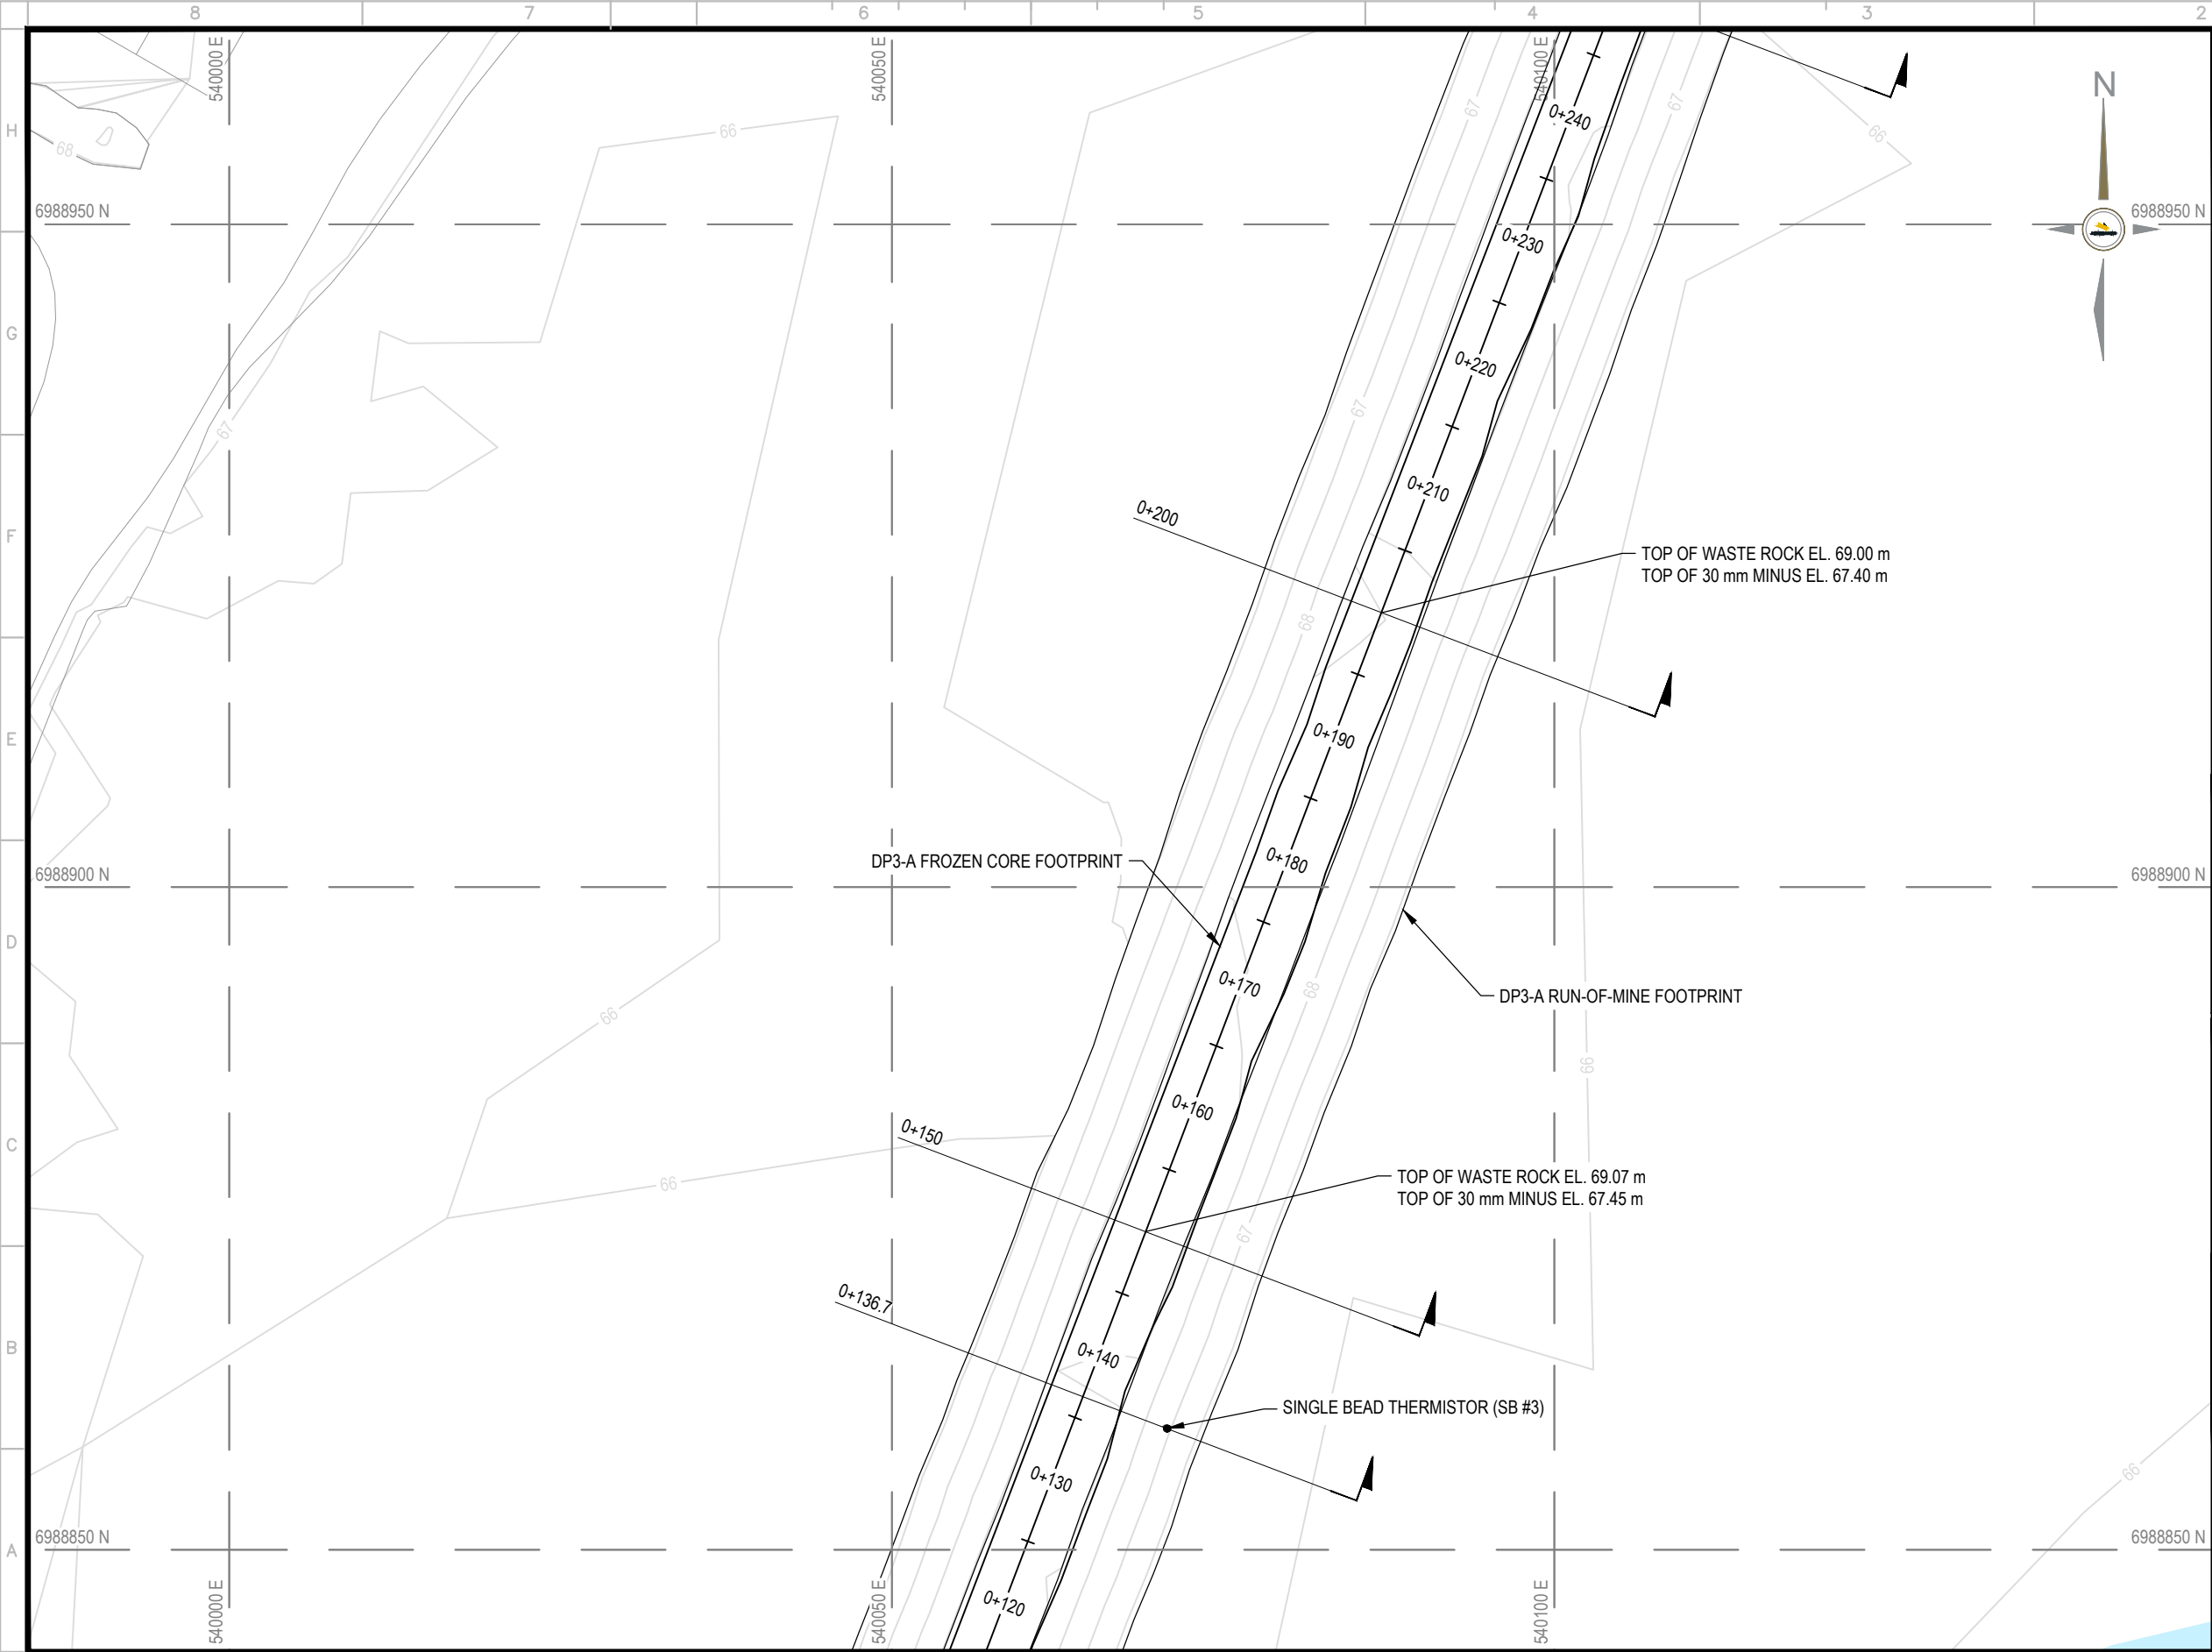 8 7 6 5 4 3 2
540000 E
540050 E
540100 E
N
H
68
66
67
67
66
0+240
6988950 N
6988950 N
0+230
G
0+220
67
67
0+210
0+200
F
TOP OF WASTE ROCK EL. 69.00 m
TOP OF 30 mm MINUS EL. 67.40 m
68
0+190
E
DP3-A FROZEN CORE FOOTPRINT
0+180
6988900 N
6988900 N
D
0+170
68
DP3-A RUN-OF-MINE FOOTPRINT
66
66
0+160
C
0+150
TOP OF WASTE ROCK EL. 69.07 m
TOP OF 30 mm MINUS EL. 67.45 m
66
67
0+136.7
B
0+140
SINGLE BEAD THERMISTOR (SB #3)
0+130
66
6988850 N
6988850 N
A
0+120
540000 E
540050 E
540100 E